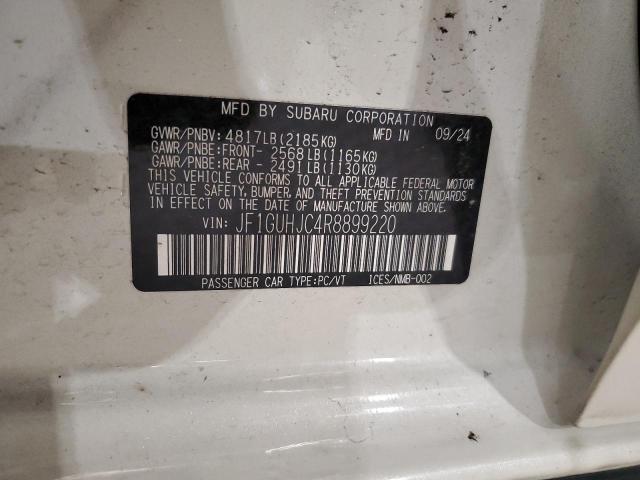 MFD BY SUBARU CORPORATION
GVWR/PNBV: 4817LB(2185KG) MFD IN 09/24
GAWR/PNBE:FRONT- 2568LB(1165KG)
GAWR/PNBE:REAR - 2491LB(1130KG)
THIS VEHICLE CONFORMS TO ALL APPLICABLE FEDERAL MOTOR
VEHICLE SAFETY, BUMPER, AND THEFT PREVENTION STANDARDS
IN EFFECT ON THE DATE OF MANUFACTURE SHOWN ABOVE.
VIN: JF1GUHJC4R8899220
PASSENGER CAR TYPE:PC/VT ICES/NMB-002